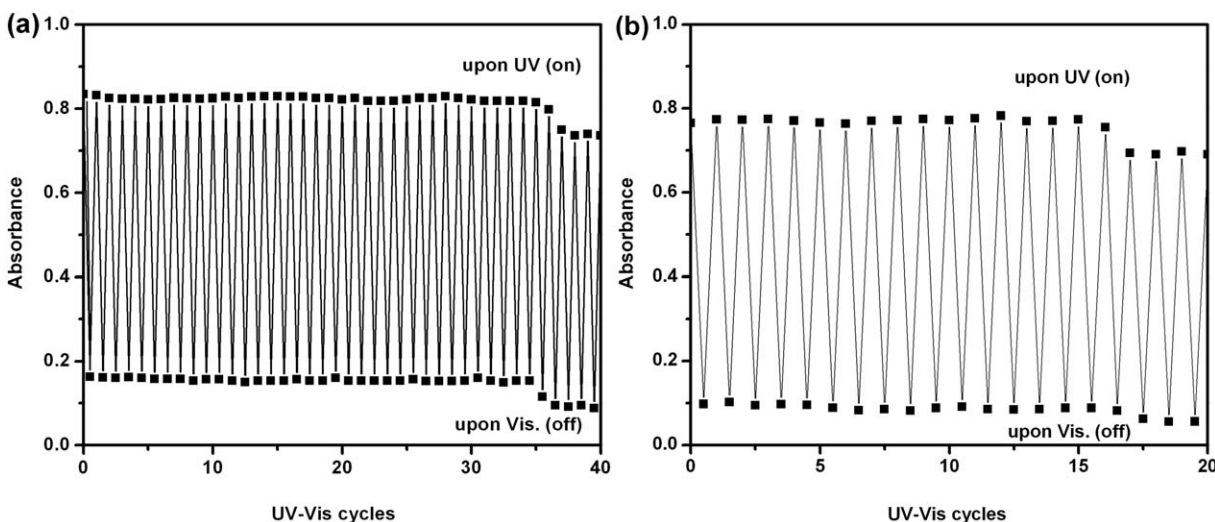 (a)
1.0
0.8
0.6
0.4
0.2
0.0
Absorbance
upon UV (on)
upon Vis. (off)
0 10 20 30 40
UV-Vis cycles
(b)
1.0
0.8
0.6
0.4
0.2
0.0
Absorbance
upon UV (on)
upon Vis. (off)
0 5 10 15 20
UV-Vis cycles